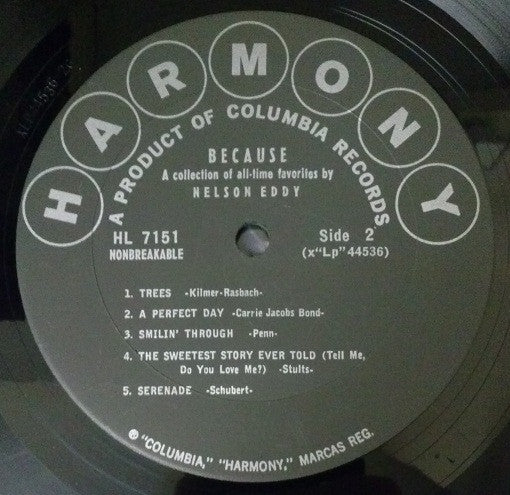 HARMONY
A PRODUCT OF COLUMBIA RECORDS
BECAUSE
A collection of all-time favorites by
NELSON EDDY
HL 7151
NONBREAKABLE
Side 2
(x"Lp"44536)
1. TREES -Kilmer-Rasbach-
2. A PERFECT DAY -Carrie Jacobs Bond-
3. SMILIN' THROUGH -Penn-
4. THE SWEETEST STORY EVER TOLD (Tell Me,
Do You Love Me?) -Stults-
5. SERENADE -Schubert-
® "COLUMBIA," "HARMONY," MARCAS REG.